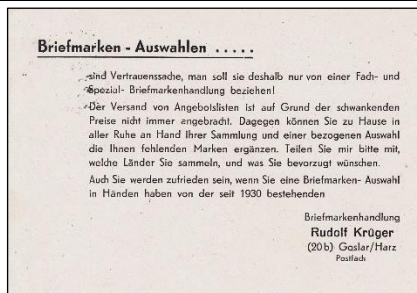 Briefmarken - Auswahlen . . . . .
sind Vertrauenssache, man soll sie deshalb nur von einer Fach- und
Spezial- Briefmarkenhandlung beziehen!
Der Versand von Angebotslisten ist auf Grund der schwankenden
Preise nicht immer angebracht. Dagegen können Sie zu Hause in
aller Ruhe an Hand Ihrer Sammlung und einer bezogenen Auswahl
die Ihnen fehlenden Marken ergänzen. Teilen Sie mir bitte mit,
welche Länder Sie sammeln, und was Sie bevorzugt wünschen.
Auch Sie werden zufrieden sein, wenn Sie eine Briefmarken- Auswahl
in Händen haben von der seit 1930 bestehenden
Briefmarkenhandlung
Rudolf Krüger
(20b) Goslar/Harz
Postfach